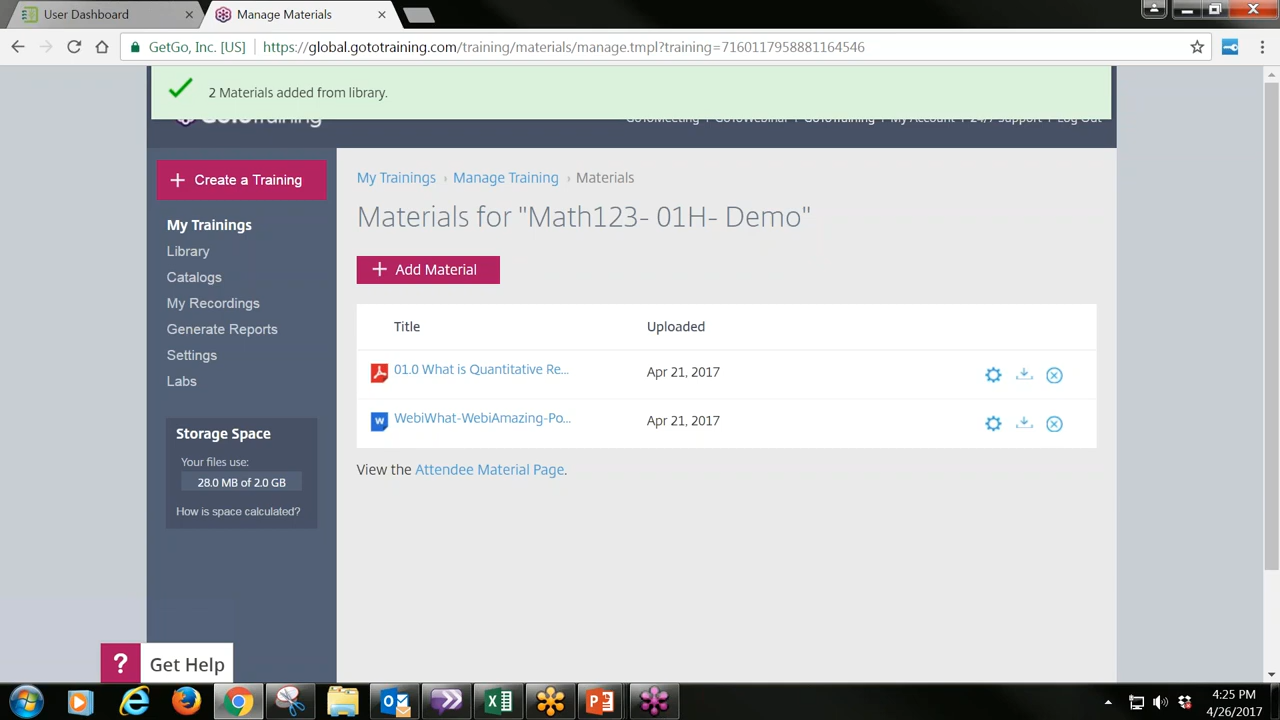 User Dashboard
Manage Materials
GetGo, Inc. [US]
https://global.gototraining.com/training/materials/manage.tmpl?training=7160117958881164546
2 Materials added from library.
GoToTraining
GoToMeeting | GoToWebinar | GoToTraining | My Account | 24/7 Support | Log Out
Create a Training
My Trainings
Library
Catalogs
My Recordings
Generate Reports
Settings
Labs
Storage Space
Your files use:
28.0 MB of 2.0 GB
How is space calculated?
My Trainings › Manage Training › Materials
Materials for "Math123- 01H- Demo"
Add Material
Title Uploaded
01.0 What is Quantitative Re... Apr 21, 2017
WebiWhat-WebiAmazing-Po... Apr 21, 2017
View the Attendee Material Page.
? Get Help
4:25 PM
4/26/2017